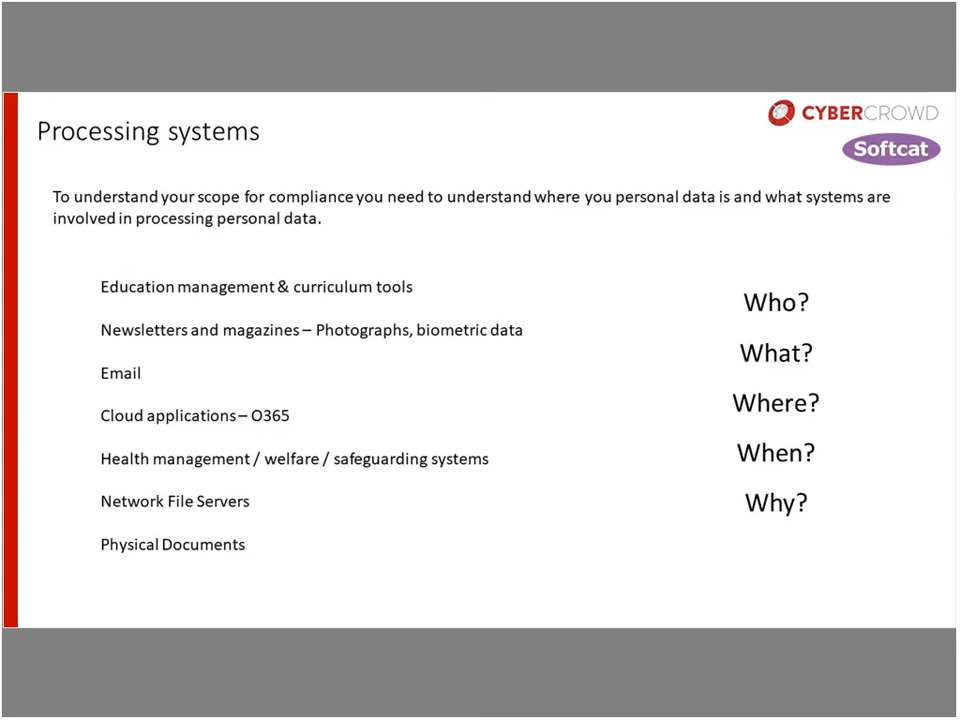 CYBERCROWD
Processing systems
Softcat
To understand your scope for compliance you need to understand where you personal data is and what systems are
involved in processing personal data.
Education management & curriculum tools
Newsletters and magazines – Photographs, biometric data
Email
Cloud applications – O365
Health management / welfare / safeguarding systems
Network File Servers
Physical Documents
Who?
What?
Where?
When?
Why?